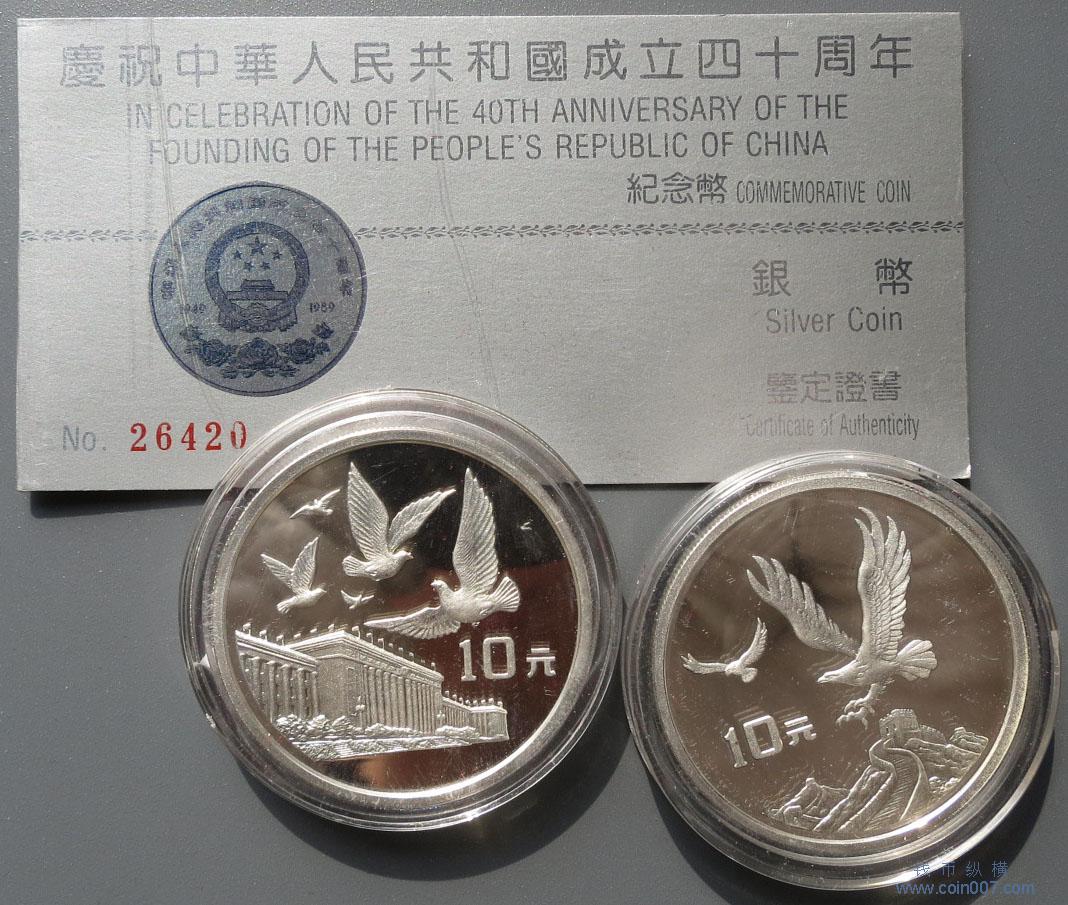 慶祝中華人民共和國成立四十周年
IN CELEBRATION OF THE 40TH ANNIVERSARY OF THE
FOUNDING OF THE PEOPLE'S REPUBLIC OF CHINA
紀念幣 COMMEMORATIVE COIN
銀 幣
Silver Coin
1989
鑒定證書
Certificate of Authenticity
No. 26420
10元
10元
钱币纵横
www.coin007.com